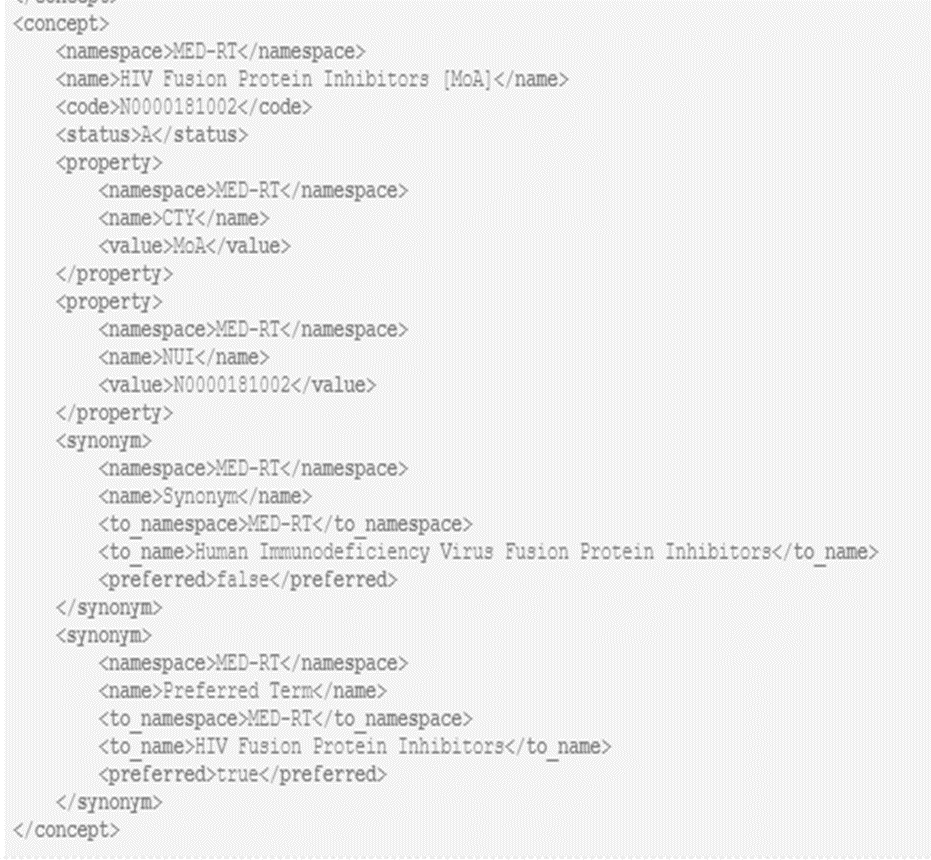 </concept>
<concept>
    <namespace>MED-RT</namespace>
    <name>HIV Fusion Protein Inhibitors [MoA]</name>
    <code>N0000181002</code>
    <status>A</status>
    <property>
        <namespace>MED-RT</namespace>
        <name>CTY</name>
        <value>MoA</value>
    </property>
    <property>
        <namespace>MED-RT</namespace>
        <name>NUI</name>
        <value>N0000181002</value>
    </property>
    <synonym>
        <namespace>MED-RT</namespace>
        <name>Synonym</name>
        <to_namespace>MED-RT</to_namespace>
        <to_name>Human Immunodeficiency Virus Fusion Protein Inhibitors</to_name>
        <preferred>false</preferred>
    </synonym>
    <synonym>
        <namespace>MED-RT</namespace>
        <name>Preferred Term</name>
        <to_namespace>MED-RT</to_namespace>
        <to_name>HIV Fusion Protein Inhibitors</to_name>
        <preferred>true</preferred>
    </synonym>
</concept>